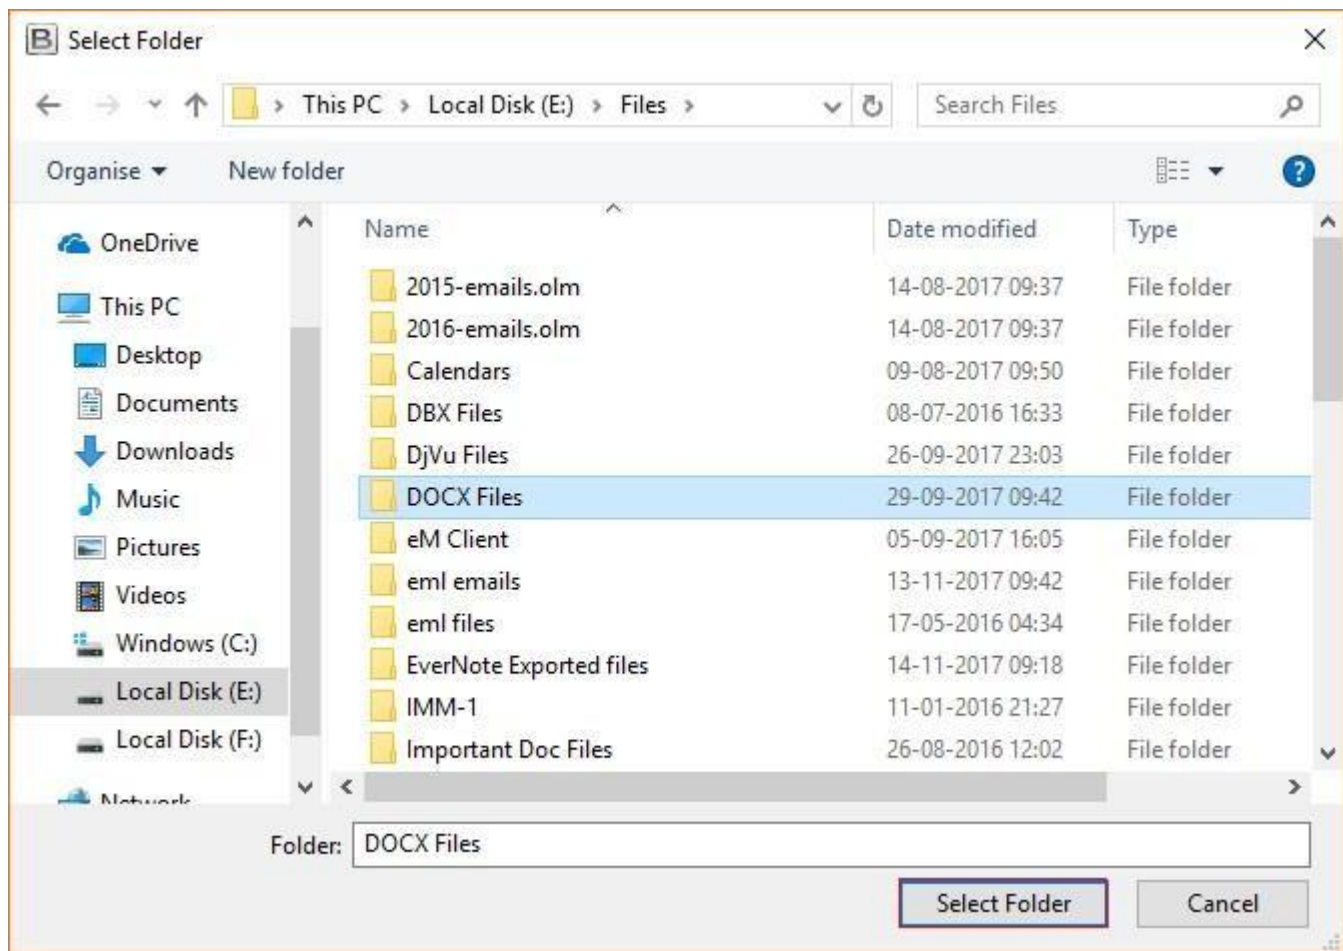 B Select Folder
This PC > Local Disk (E:) > Files >
Search Files
Organise
New folder
?
OneDrive
This PC
Desktop
Documents
Downloads
Music
Pictures
Videos
Windows (C:)
Local Disk (E:)
Local Disk (F:)
Network
Name Date modified Type
2015-emails.olm 14-08-2017 09:37 File folder
2016-emails.olm 14-08-2017 09:37 File folder
Calendars 09-08-2017 09:50 File folder
DBX Files 08-07-2016 16:33 File folder
DjVu Files 26-09-2017 23:03 File folder
DOCX Files 29-09-2017 09:42 File folder
eM Client 05-09-2017 16:05 File folder
eml emails 13-11-2017 09:42 File folder
eml files 17-05-2016 04:34 File folder
EverNote Exported files 14-11-2017 09:18 File folder
IMM-1 11-01-2016 21:27 File folder
Important Doc Files 26-08-2016 12:02 File folder
Folder: DOCX Files
Select Folder
Cancel